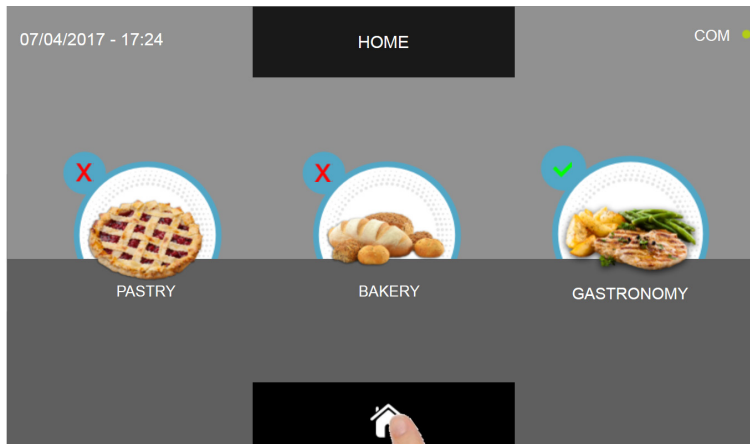 07/04/2017 - 17:24
HOME
COM
X
X
PASTRY
BAKERY
GASTRONOMY